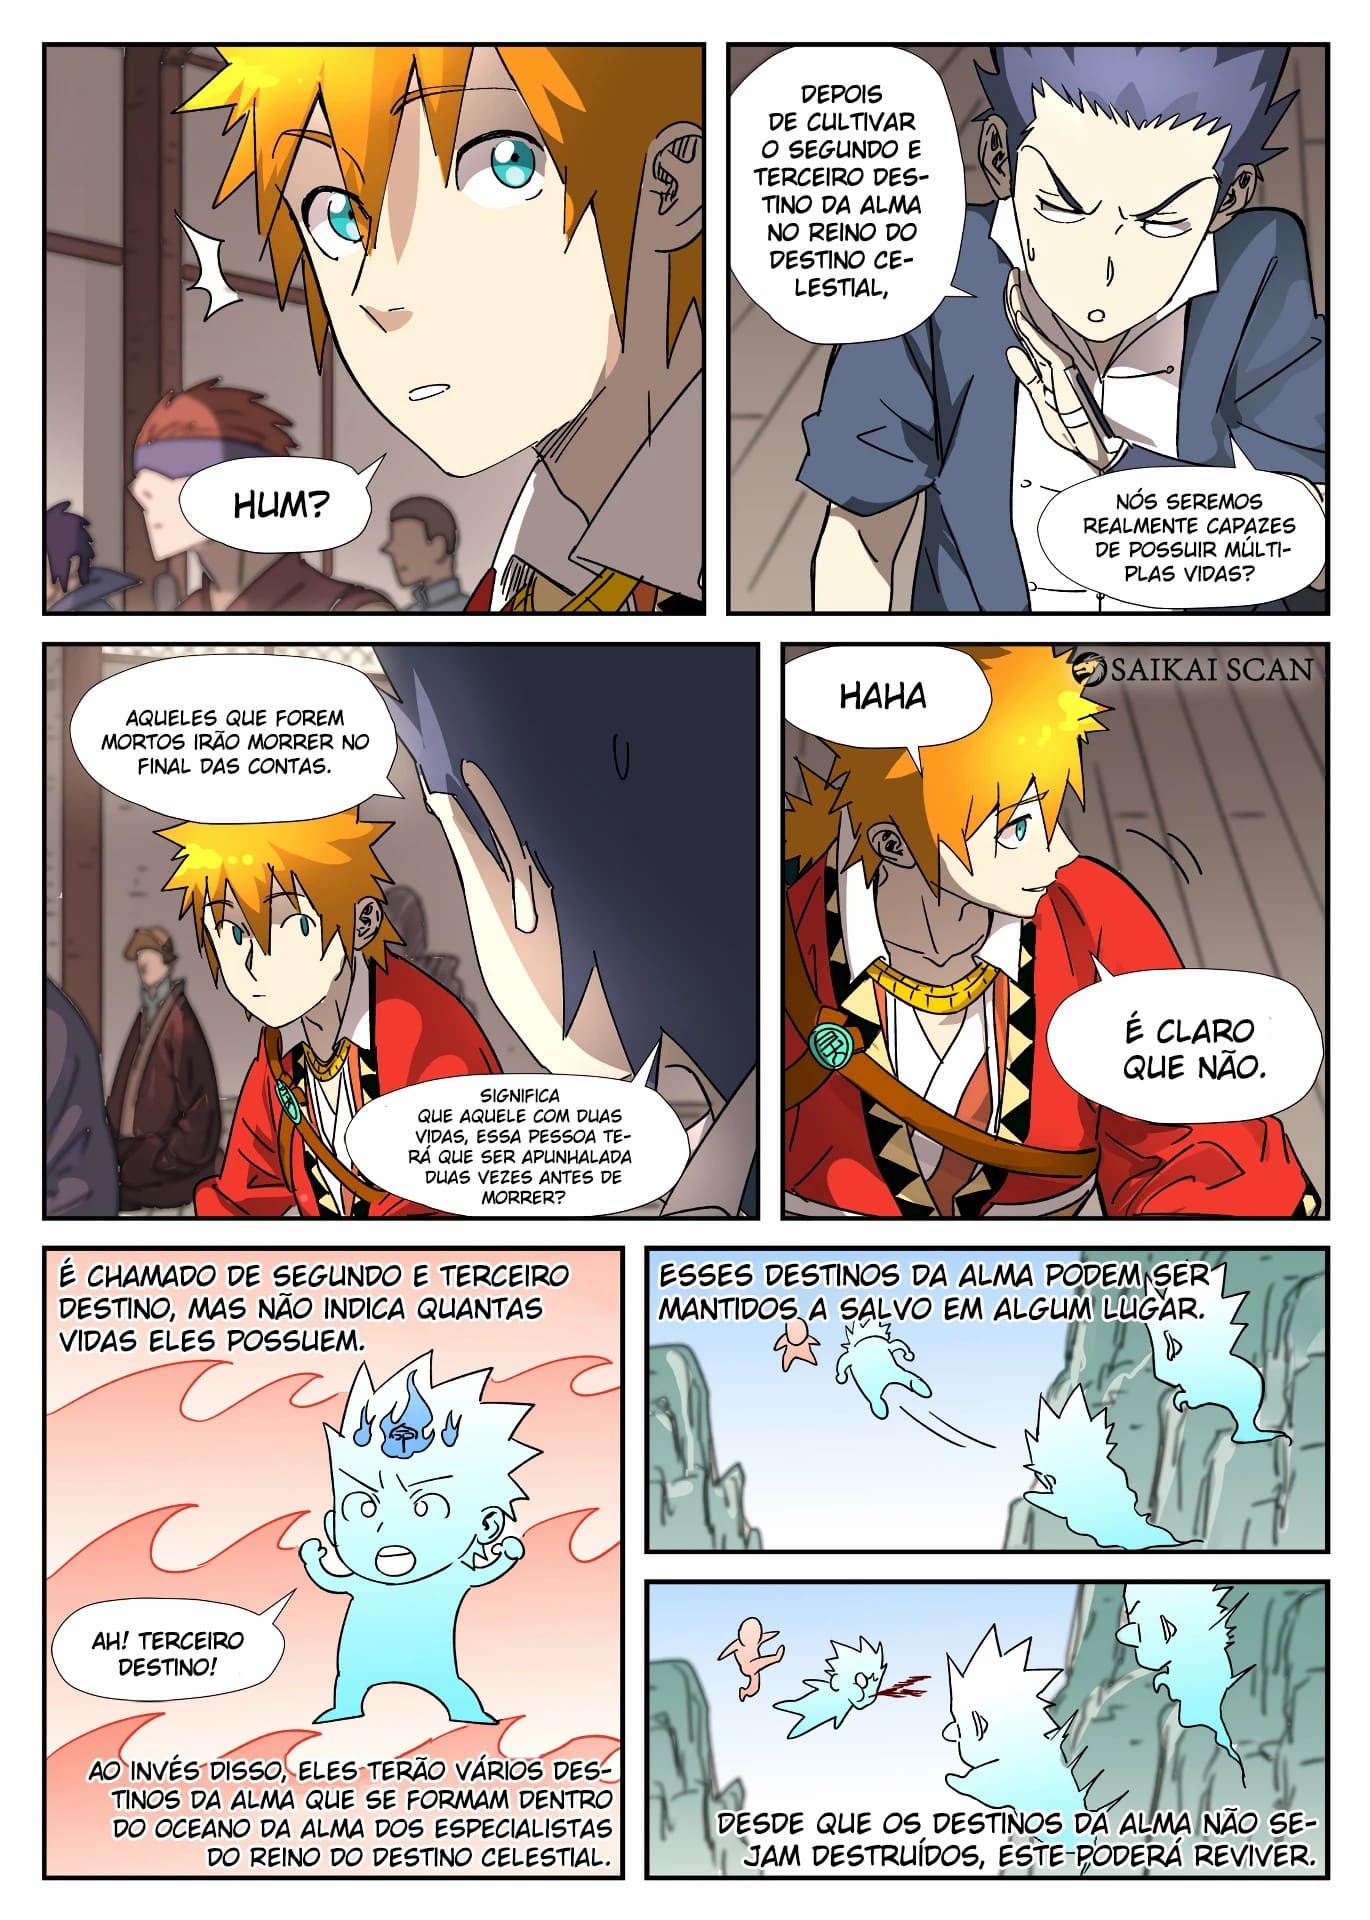 HUM?
DEPOIS
DE CULTIVAR
O SEGUNDO E
TERCEIRO DES-
TINO DA ALMA
NO REINO DO
DESTINO CE-
LESTIAL,
NÓS SEREMOS
REALMENTE CAPAZES
DE POSSUIR MÚLTI-
PLAS VIDAS?
AQUELES QUE FOREM
MORTOS IRÃO MORRER NO
FINAL DAS CONTAS.
SIGNIFICA
QUE AQUELE COM DUAS
VIDAS, ESSA PESSOA TE-
RÁ QUE SER APUNHALADA
DUAS VEZES ANTES DE
MORRER?
SAIKAI SCAN
HAHA
É CLARO
QUE NÃO.
É CHAMADO DE SEGUNDO E TERCEIRO
DESTINO, MAS NÃO INDICA QUANTAS
VIDAS ELES POSSUEM.
AH! TERCEIRO
DESTINO!
AO INVÉS DISSO, ELES TERÃO VÁRIOS DES-
TINOS DA ALMA QUE SE FORMAM DENTRO
DO OCEANO DA ALMA DOS ESPECIALISTAS
DO REINO DO DESTINO CELESTIAL.
ESSES DESTINOS DA ALMA PODEM SER
MANTIDOS A SALVO EM ALGUM LUGAR.
DESDE QUE OS DESTINOS DA ALMA NÃO SE-
JAM DESTRUÍDOS, ESTE PODERÁ REVIVER.